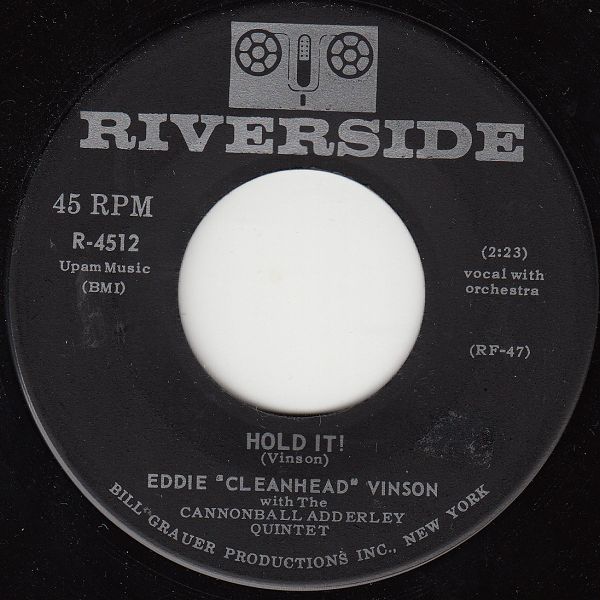 RIVERSIDE
45 RPM
R-4512
Upam Music
(BMI)
(2:23)
vocal with
orchestra
(RF-47)
HOLD IT!
(Vinson)
EDDIE "CLEANHEAD" VINSON
with The
CANNONBALL ADDERLEY
QUINTET
BILL GRAUER PRODUCTIONS INC., NEW YORK